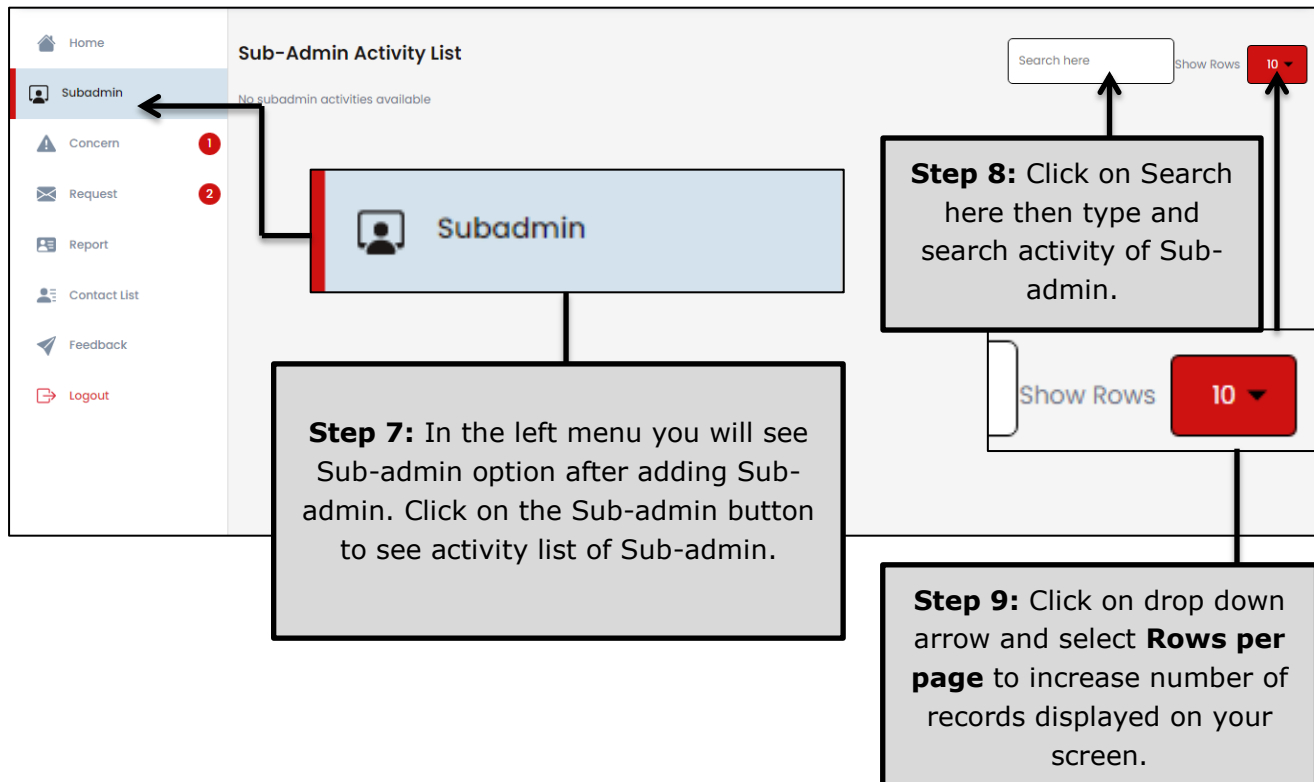 Home
Subadmin
Concern 1
Request 2
Report
Contact List
Feedback
Logout
Sub-Admin Activity List
Search here
Show Rows 10
No subadmin activities available
Subadmin
Step 7: In the left menu you will see
Sub-admin option after adding Sub-
admin. Click on the Sub-admin button
to see activity list of Sub-admin.
Step 8: Click on Search
here then type and
search activity of Sub-
admin.
Show Rows 10
Step 9: Click on drop down
arrow and select Rows per
page to increase number of
records displayed on your
screen.